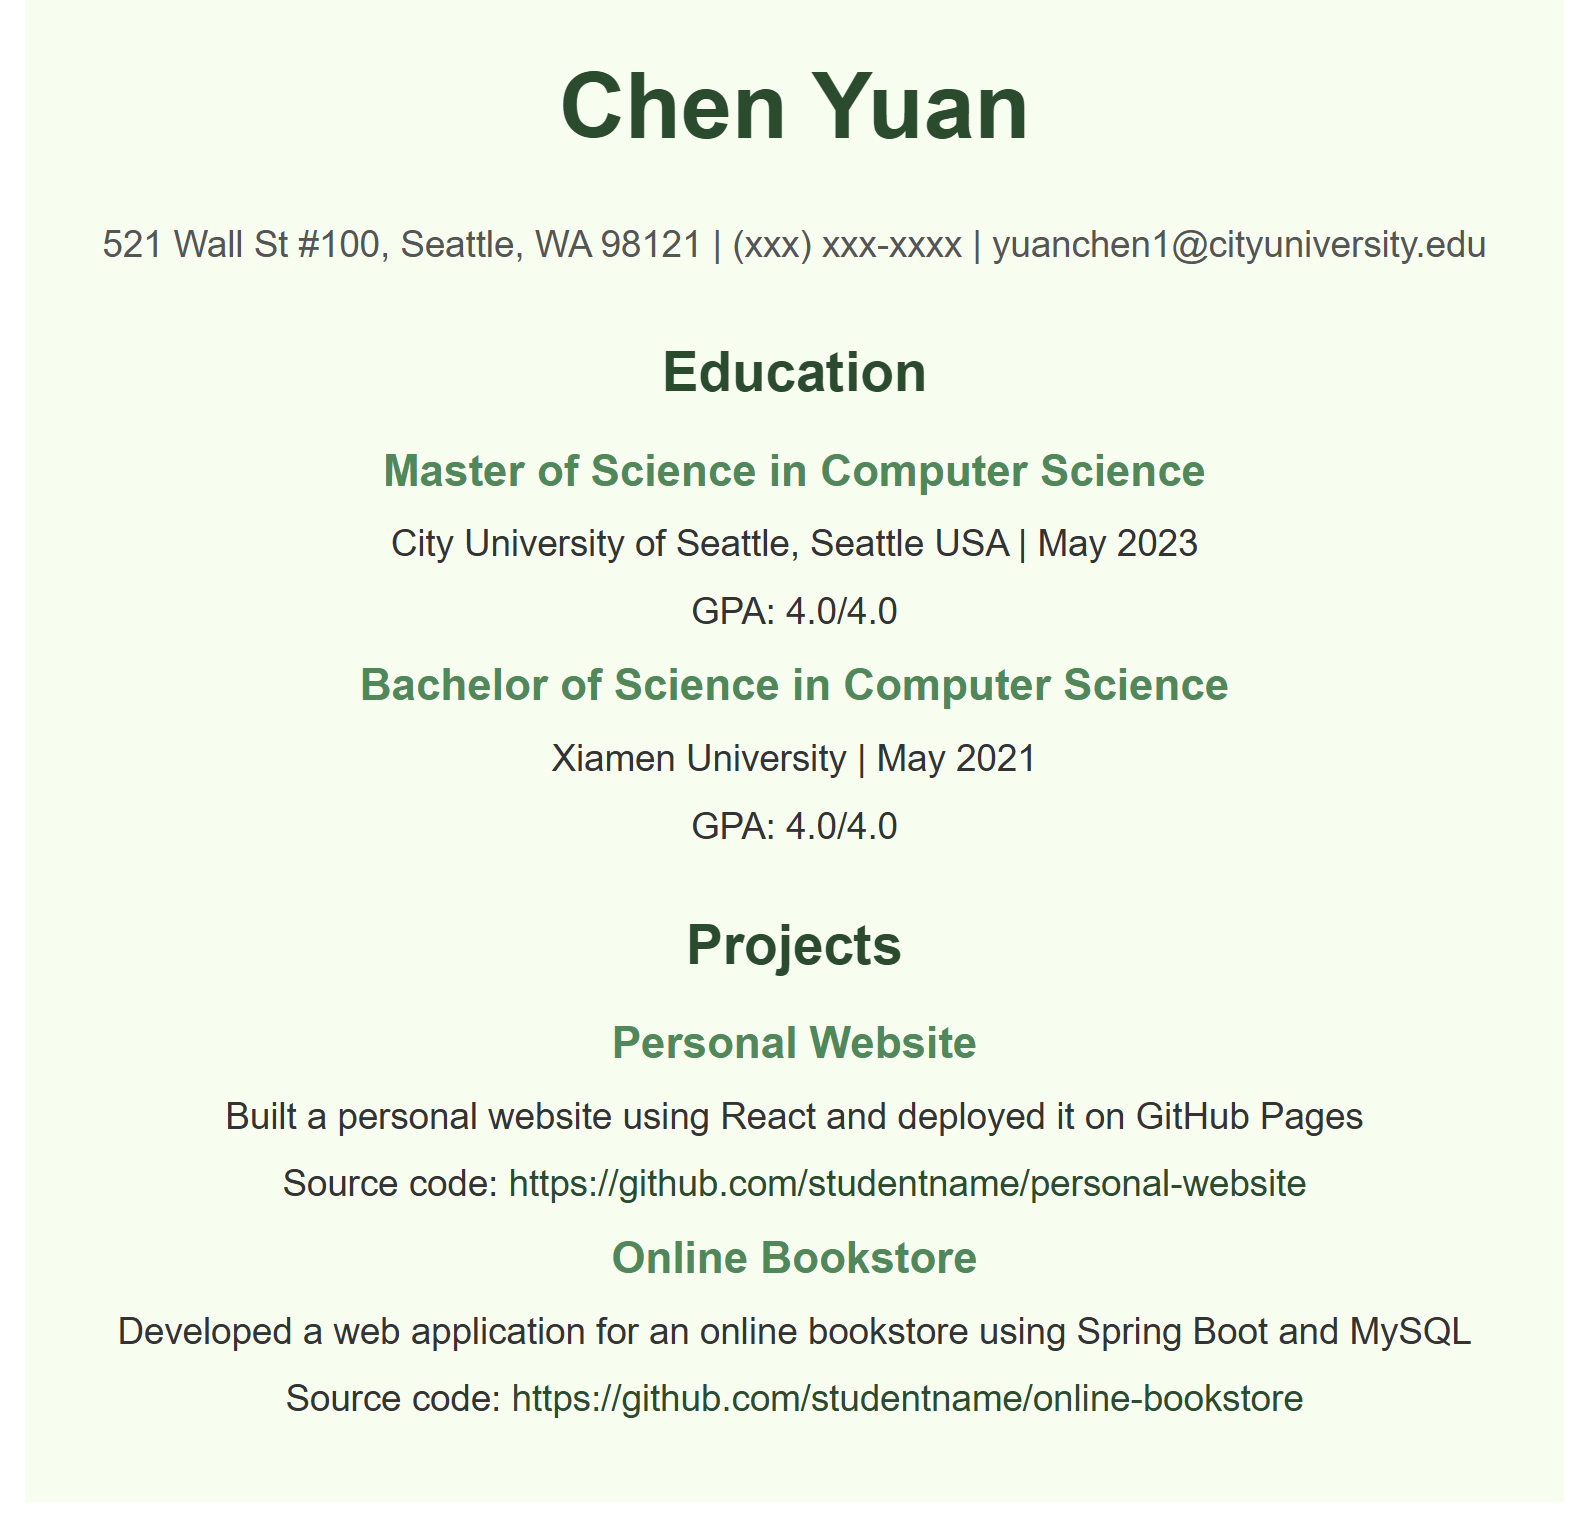 Chen Yuan
521 Wall St #100, Seattle, WA 98121 | (xxx) xxx-xxxx | yuanchen1@cityuniversity.edu
Education
Master of Science in Computer Science
City University of Seattle, Seattle USA | May 2023
GPA: 4.0/4.0
Bachelor of Science in Computer Science
Xiamen University | May 2021
GPA: 4.0/4.0
Projects
Personal Website
Built a personal website using React and deployed it on GitHub Pages
Source code: https://github.com/studentname/personal-website
Online Bookstore
Developed a web application for an online bookstore using Spring Boot and MySQL
Source code: https://github.com/studentname/online-bookstore